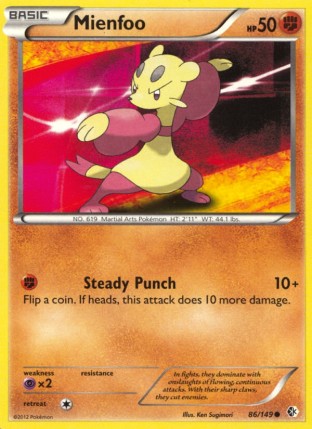 BASIC
Mienfoo
HP 50
NO. 619 Martial Arts Pokémon HT: 2'11" WT: 44.1 lbs.
Steady Punch 10+
Flip a coin. If heads, this attack does 10 more damage.
weakness resistance
×2
retreat
In fights, they dominate with
onslaughts of flowing, continuous
attacks. With their sharp claws,
they cut enemies.
©2012 Pokémon
Illus. Ken Sugimori
86/149